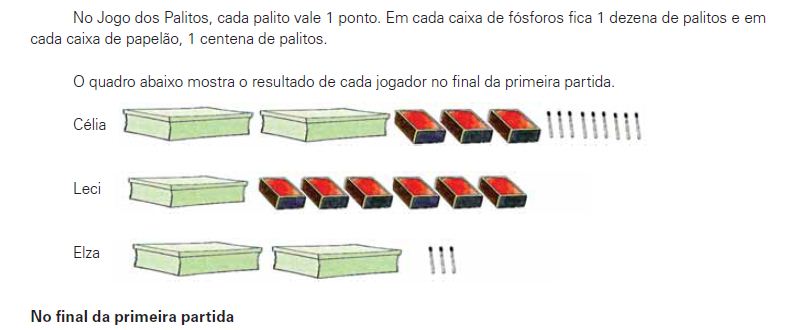 No Jogo dos Palitos, cada palito vale 1 ponto. Em cada caixa de fósforos fica 1 dezena de palitos e em
cada caixa de papelão, 1 centena de palitos.
O quadro abaixo mostra o resultado de cada jogador no final da primeira partida.
Célia
Leci
Elza
No final da primeira partida